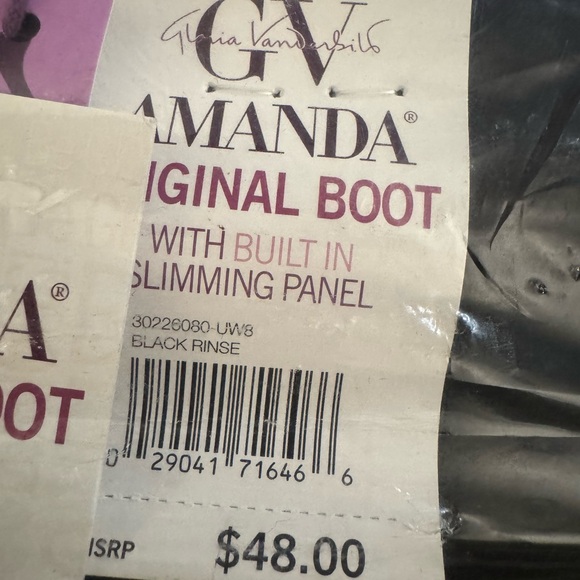 GV
Gloria Vanderbilt
AMANDA®
IGINAL BOOT
WITH BUILT IN
SLIMMING PANEL
30226080-UW8
BLACK RINSE
0 29041 71646 6
MSRP $48.00
A®
OOT